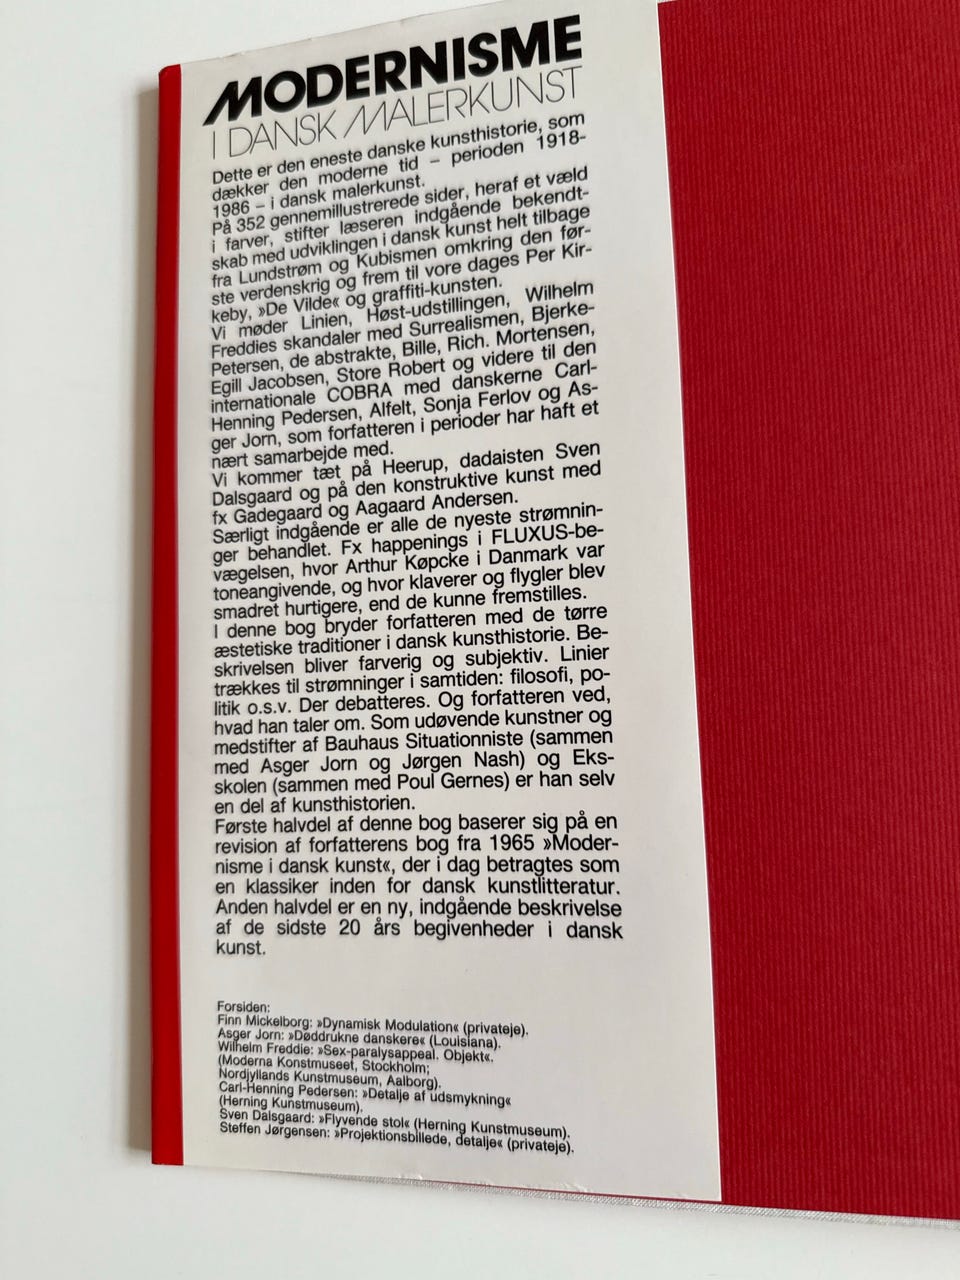 MODERNISME
I DANSK MALERKUNST
Dette er den eneste danske kunsthistorie, som
dækker den moderne tid – perioden 1918-
1986 – i dansk malerkunst.
På 352 gennemillustrerede sider, heraf et væld
i farver, stifter læseren indgående bekendt-
skab med udviklingen i dansk kunst helt tilbage
fra Lundstrøm og Kubismen omkring den før-
ste verdenskrig og frem til vore dages Per Kir-
keby, »De Vilde« og graffiti-kunsten.
Vi møder Linien, Høst-udstillingen, Wilhelm
Freddies skandaler med Surrealismen, Bjerke-
Petersen, de abstrakte, Bille, Rich. Mortensen,
Egill Jacobsen, Store Robert og videre til den
internationale COBRA med danskerne Carl-
Henning Pedersen, Alfelt, Sonja Ferlov og As-
ger Jorn, som forfatteren i perioder har haft et
nært samarbejde med.
Vi kommer tæt på Heerup, dadaisten Sven
Dalsgaard og på den konstruktive kunst med
fx Gadegaard og Aagaard Andersen.
Særligt indgående er alle de nyeste strømnin-
ger behandlet. Fx happenings i FLUXUS-be-
vægelsen, hvor Arthur Køpcke i Danmark var
toneangivende, og hvor klaverer og flygler blev
smadret hurtigere, end de kunne fremstilles.
I denne bog bryder forfatteren med de tørre
æstetiske traditioner i dansk kunsthistorie. Be-
skrivelsen bliver farverig og subjektiv. Linier
trækkes til strømninger i samtiden: filosofi, po-
litik o.s.v. Der debatteres. Og forfatteren ved,
hvad han taler om. Som udøvende kunstner og
medstifter af Bauhaus Situationniste (sammen
med Asger Jorn og Jørgen Nash) og Eks-
skolen (sammen med Poul Gernes) er han selv
en del af kunsthistorien.
Første halvdel af denne bog baserer sig på en
revision af forfatterens bog fra 1965 »Moder-
nisme i dansk kunst«, der i dag betragtes som
en klassiker inden for dansk kunstlitteratur.
Anden halvdel er en ny, indgående beskrivelse
af de sidste 20 års begivenheder i dansk
kunst.
Forsiden:
Finn Mickelborg: »Dynamisk Modulation« (privateje).
Asger Jorn: »Døddrukne danskere« (Louisiana).
Wilhelm Freddie: »Sex-paralysappeal. Objekt«.
(Moderna Konstmuseet, Stockholm;
Nordjyllands Kunstmuseum, Aalborg).
Carl-Henning Pedersen: »Detalje af udsmykning«
(Herning Kunstmuseum).
Sven Dalsgaard: »Flyvende stol« (Herning Kunstmuseum).
Steffen Jørgensen: »Projektionsbillede, detalje« (privateje).